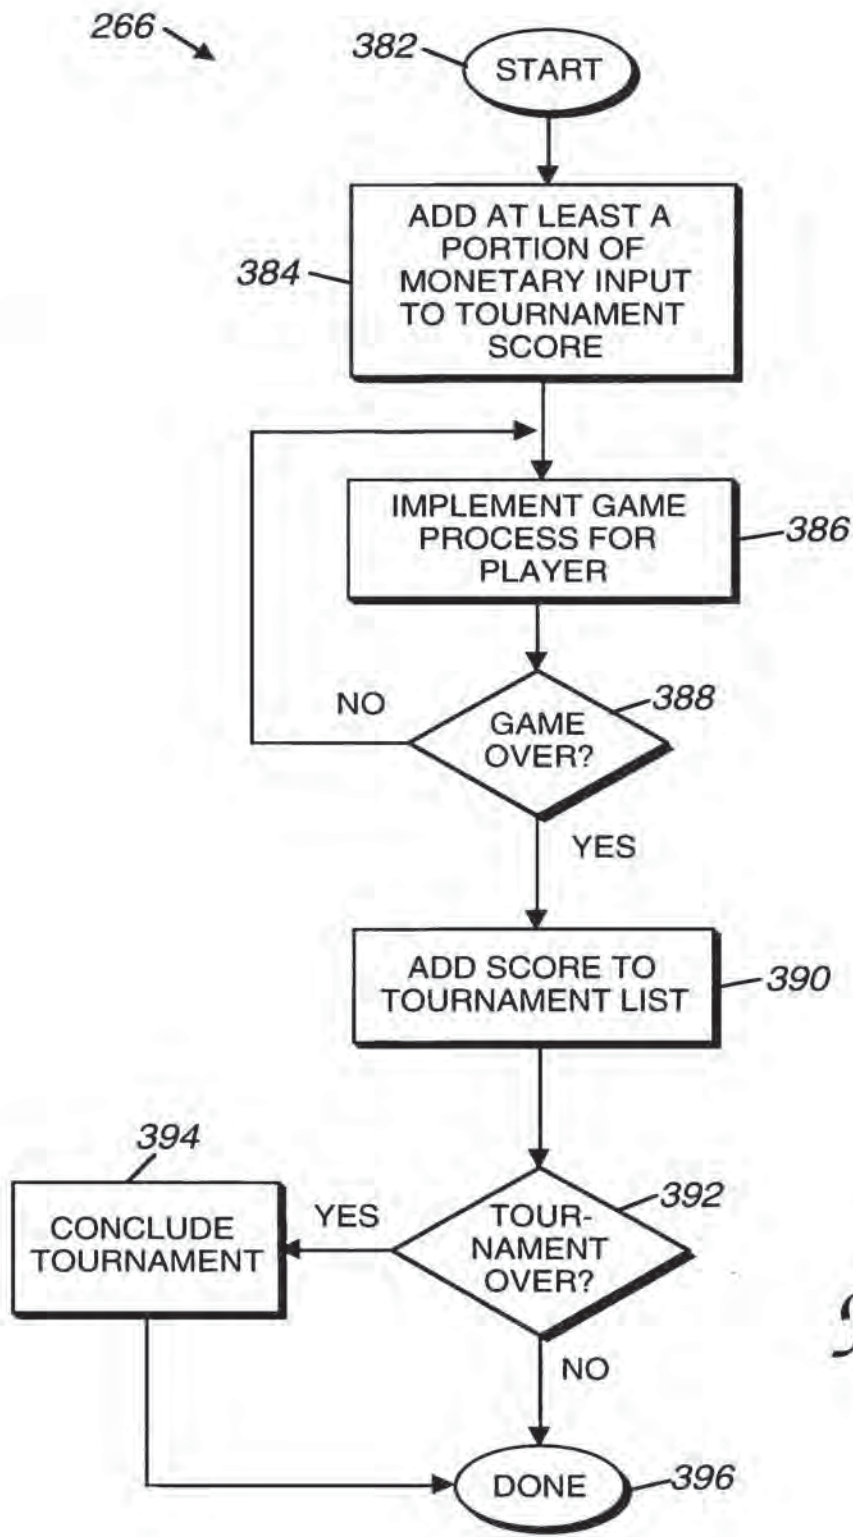 266
382
START
384
ADD AT LEAST A
PORTION OF
MONETARY INPUT
TO TOURNAMENT
SCORE
IMPLEMENT GAME
PROCESS FOR
PLAYER
386
NO
388
GAME
OVER?
YES
ADD SCORE TO
TOURNAMENT LIST
390
394
CONCLUDE
TOURNAMENT
YES
392
TOUR-
NAMENT
OVER?
NO
DONE
396